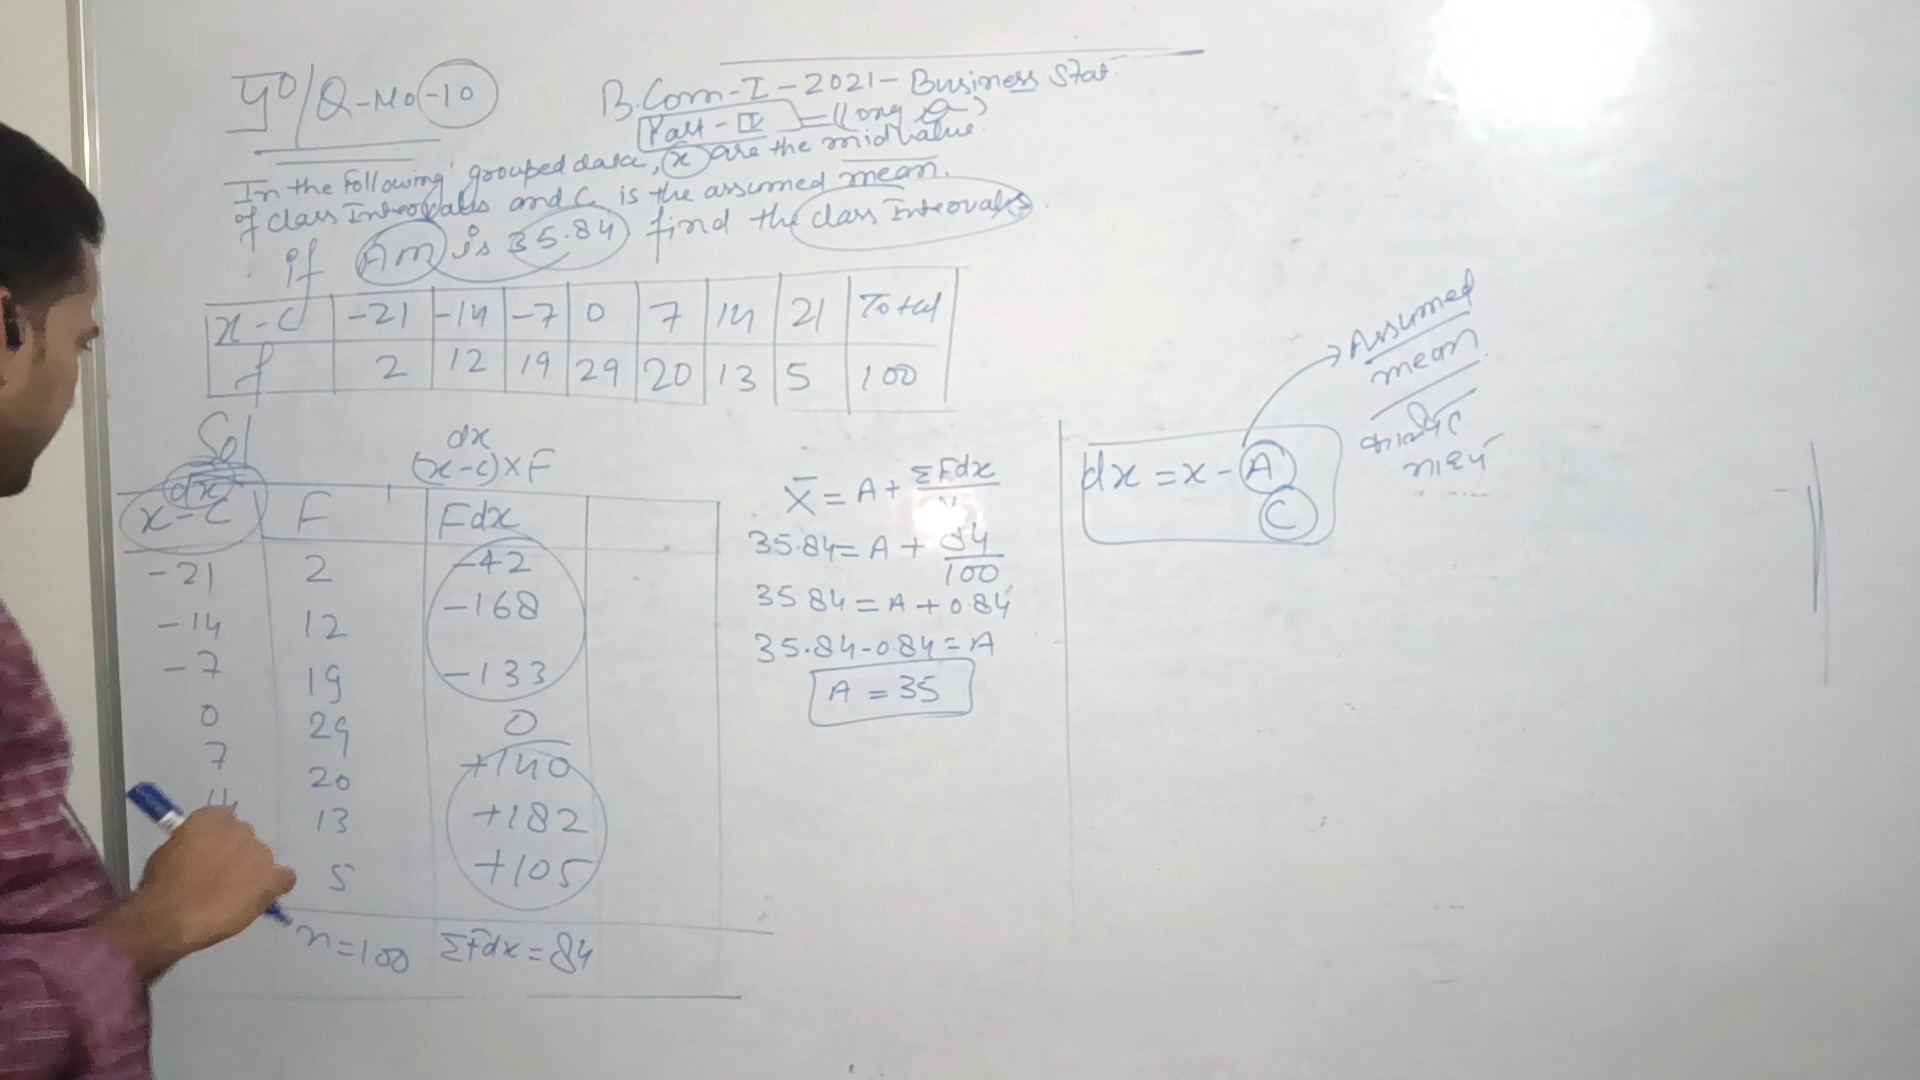 Q-No-10
B.Com-I-2021-Business Stat.
Part-II = (long Q)
In the following grouped data, x are the midvalue
of class Intervals and C is the assumed mean.
if Am is 35.84 find the class Intervals.
x-c -21 -14 -7 0 7 14 21 Total
f 2 12 19 29 20 13 5 100
Sol
dx
(x-c)xF
dx
x-c F Fdx
-21 2 -42
-14 12 -168
-7 19 -133
0 29 0
7 20 +140
14 13 +182
5 +105
n=100 ΣFdx=84
X̄ = A + ΣFdx
35.84 = A + 84/100
35 84 = A + 0.84
35.84-0.84 = A
A = 35
dx = x - A
C
Assumed
mean.